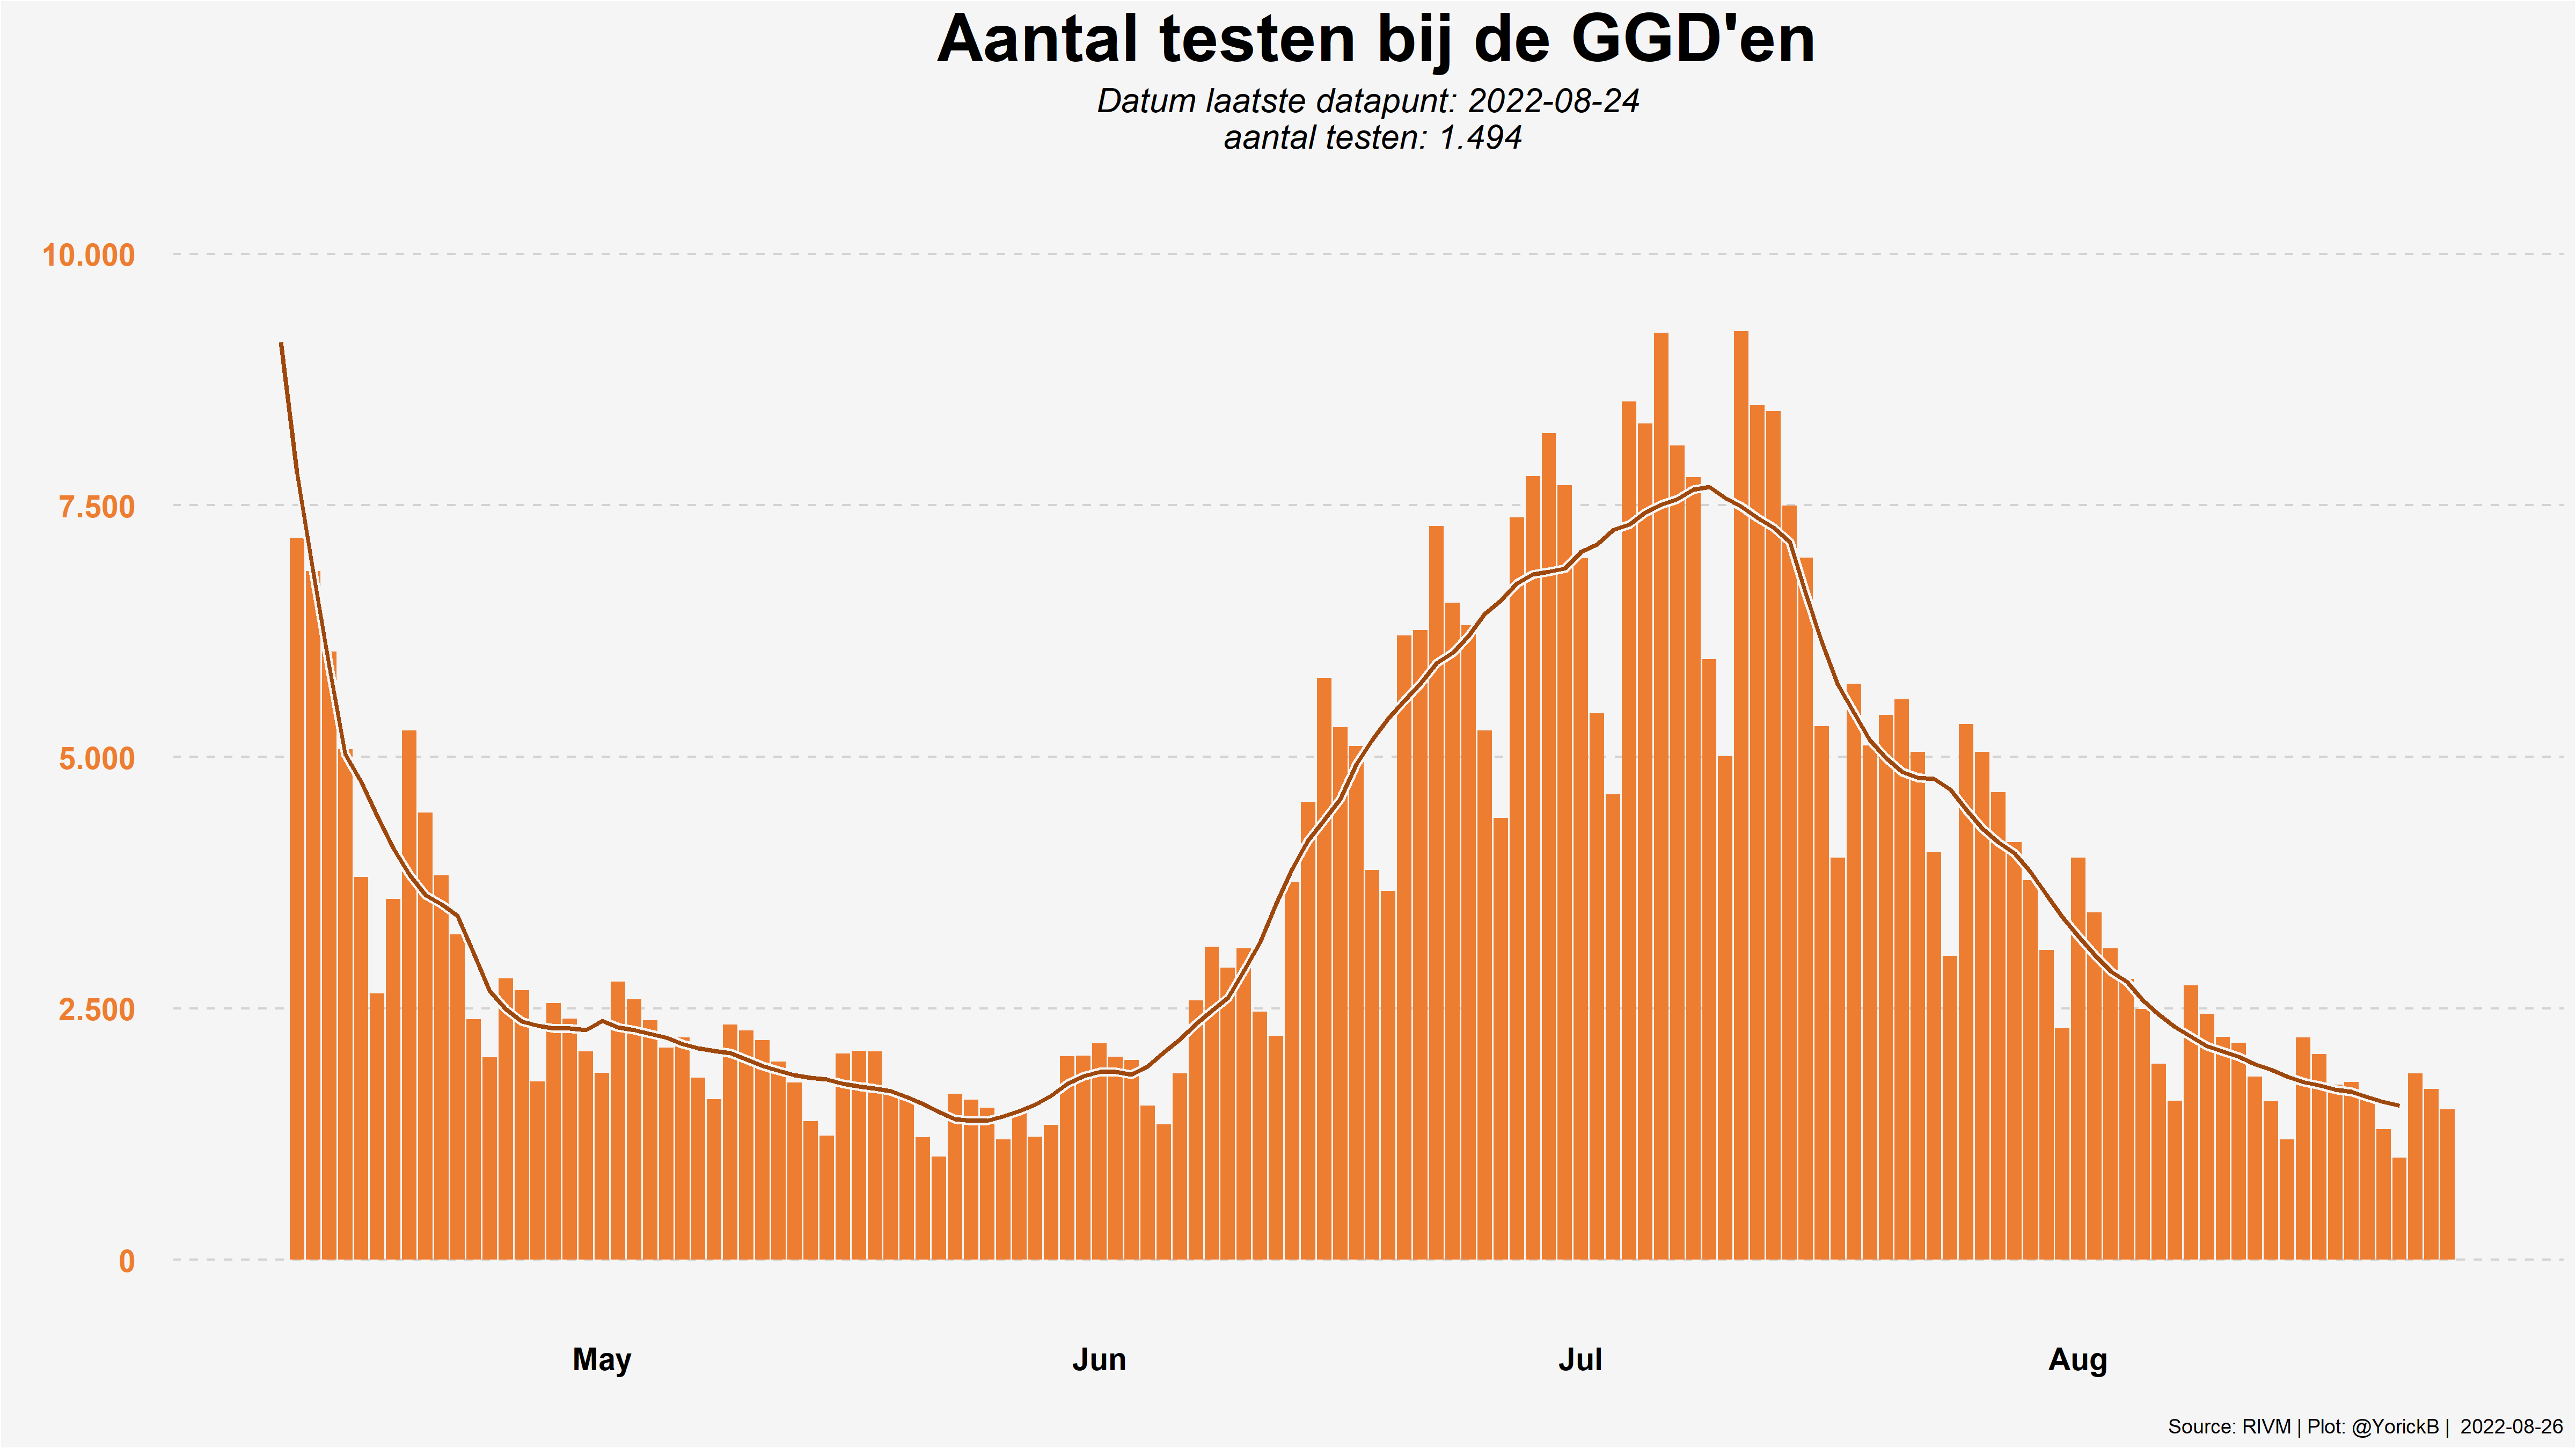 Aantal testen bij de GGD'en
Datum laatste datapunt: 2022-08-24
aantal testen: 1.494
10.000
7.500
5.000
2.500
0
May Jun Jul Aug
Source: RIVM | Plot: @YorickB | 2022-08-26